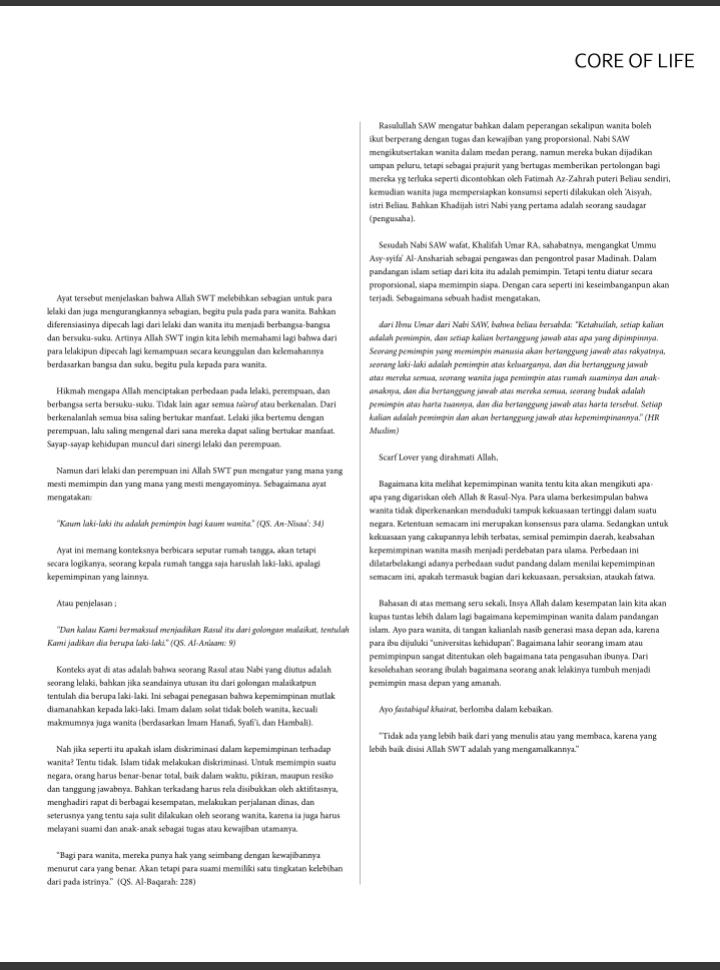 CORE OF LIFE
Ayat tersebut menjelaskan bahwa Allah SWT melebihkan sebagian untuk para
lelaki dan juga mengurangkannya sebagian, begitu pula pada para wanita. Bahkan
diferensiasinya dipecah lagi dari lelaki dan wanita itu menjadi berbangsa-bangsa
dan bersuku-suku. Artinya Allah SWT ingin kita lebih memahami lagi bahwa dari
para lelakipun dipecah lagi kemampuan secara keunggulan dan kelemahannya
berdasarkan bangsa dan suku, begitu pula kepada para wanita.
Hikmah mengapa Allah menciptakan perbedaan pada lelaki, perempuan, dan
berbangsa serta bersuku-suku. Tidak lain agar semua ta'aruf atau berkenalan. Dari
berkenalanlah semua bisa saling bertukar manfaat. Lelaki jika bertemu dengan
perempuan, lalu saling mengenal dari sana mereka dapat saling bertukar manfaat.
Sayap-sayap kehidupan muncul dari sinergi lelaki dan perempuan.
Namun dari lelaki dan perempuan ini Allah SWT pun mengatur yang mana yang
mesti memimpin dan yang mana yang mesti mengayominya. Sebagaimana ayat
mengatakan:
"Kaum laki-laki itu adalah pemimpin bagi kaum wanita." (QS. An-Nisaa': 34)
Ayat ini memang konteksnya berbicara seputar rumah tangga, akan tetapi
secara logikanya, seorang kepala rumah tangga saja haruslah laki-laki, apalagi
kepemimpinan yang lainnya.
Atau penjelasan ;
"Dan kalau Kami bermaksud menjadikan Rasul itu dari golongan malaikat, tentulah
Kami jadikan dia berupa laki-laki." (QS. Al-An'aam: 9)
Konteks ayat di atas adalah bahwa seorang Rasul atau Nabi yang diutus adalah
seorang lelaki, bahkan jika seandainya utusan itu dari golongan malaikatpun
tentulah dia berupa laki-laki. Ini sebagai penegasan bahwa kepemimpinan mutlak
diamanahkan kepada laki-laki. Imam dalam solat tidak boleh wanita, kecuali
makmumnya juga wanita (berdasarkan Imam Hanafi, Syafi'i, dan Hambali).
Nah jika seperti itu apakah islam diskriminasi dalam kepemimpinan terhadap
wanita? Tentu tidak. Islam tidak melakukan diskriminasi. Untuk memimpin suatu
negara, orang harus benar-benar total, baik dalam waktu, pikiran, maupun resiko
dan tanggung jawabnya. Bahkan terkadang harus rela disibukkan oleh aktifitasnya,
menghadiri rapat di berbagai kesempatan, melakukan perjalanan dinas, dan
seterusnya yang tentu saja sulit dilakukan oleh seorang wanita, karena ia juga harus
melayani suami dan anak-anak sebagai tugas atau kewajiban utamanya.
"Bagi para wanita, mereka punya hak yang seimbang dengan kewajibannya
menurut cara yang benar. Akan tetapi para suami memiliki satu tingkatan kelebihan
dari pada istrinya." (QS. Al-Baqarah: 228)
Rasulullah SAW mengatur bahkan dalam peperangan sekalipun wanita boleh
ikut berperang dengan tugas dan kewajiban yang proporsional. Nabi SAW
mengikutsertakan wanita dalam medan perang, namun mereka bukan dijadikan
umpan peluru, tetapi sebagai prajurit yang bertugas memberikan pertolongan bagi
mereka yg terluka seperti dicontohkan oleh Fatimah Az-Zahrah puteri Beliau sendiri,
kemudian wanita juga mempersiapkan konsumsi seperti dilakukan oleh 'Aisyah,
istri Beliau. Bahkan Khadijah istri Nabi yang pertama adalah seorang saudagar
(pengusaha).
Sesudah Nabi SAW wafat, Khalifah Umar RA, sahabatnya, mengangkat Ummu
Asy-syifa' Al-Anshariah sebagai pengawas dan pengontrol pasar Madinah. Dalam
pandangan islam setiap dari kita itu adalah pemimpin. Tetapi tentu diatur secara
proporsional, siapa memimpin siapa. Dengan cara seperti ini keseimbanganpun akan
terjadi. Sebagaimana sebuah hadist mengatakan,
dari Ibnu Umar dari Nabi SAW, bahwa beliau bersabda: "Ketahuilah, setiap kalian
adalah pemimpin, dan setiap kalian bertanggung jawab atas apa yang dipimpinnya.
Seorang pemimpin yang memimpin manusia akan bertanggung jawab atas rakyatnya,
seorang laki-laki adalah pemimpin atas keluarganya, dan dia bertanggung jawab
atas mereka semua, seorang wanita juga pemimpin atas rumah suaminya dan anak-
anaknya, dan dia bertanggung jawab atas mereka semua, seorang budak adalah
pemimpin atas harta tuannya, dan dia bertanggung jawab atas harta tersebut. Setiap
kalian adalah pemimpin dan akan bertanggung jawab atas kepemimpinannya." (HR
Muslim)
Scarf Lover yang dirahmati Allah,
Bagaimana kita melihat kepemimpinan wanita tentu kita akan mengikuti apa-
apa yang digariskan oleh Allah & Rasul-Nya. Para ulama berkesimpulan bahwa
wanita tidak diperkenankan menduduki tampuk kekuasaan tertinggi dalam suatu
negara. Ketentuan semacam ini merupakan konsensus para ulama. Sedangkan untuk
kekuasaan yang cakupannya lebih terbatas, semisal pemimpin daerah, keabsahan
kepemimpinan wanita masih menjadi perdebatan para ulama. Perbedaan ini
dilatarbelakangi adanya perbedaan sudut pandang dalam menilai kepemimpinan
semacam ini, apakah termasuk bagian dari kekuasaan, persaksian, ataukah fatwa.
Bahasan di atas memang seru sekali, Insya Allah dalam kesempatan lain kita akan
kupas tuntas lebih dalam lagi bagaimana kepemimpinan wanita dalam pandangan
islam. Ayo para wanita, di tangan kalianlah nasib generasi masa depan ada, karena
para ibu dijuluki "universitas kehidupan". Bagaimana lahir seorang imam atau
pemimpinpun sangat ditentukan oleh bagaimana tata pengasuhan ibunya. Dari
kesolehan seorang ibulah bagaimana seorang anak lelakinya tumbuh menjadi
pemimpin masa depan yang amanah.
Ayo fastabiqul khairat, berlomba dalam kebaikan.
"Tidak ada yang lebih baik dari yang menulis atau yang membaca, karena yang
lebih baik disisi Allah SWT adalah yang mengamalkannya."